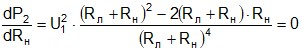 dP₂/dRн = U₁² · ((Rл + Rн)² − 2(Rл + Rн) · Rн) / (Rл + Rн)⁴ = 0